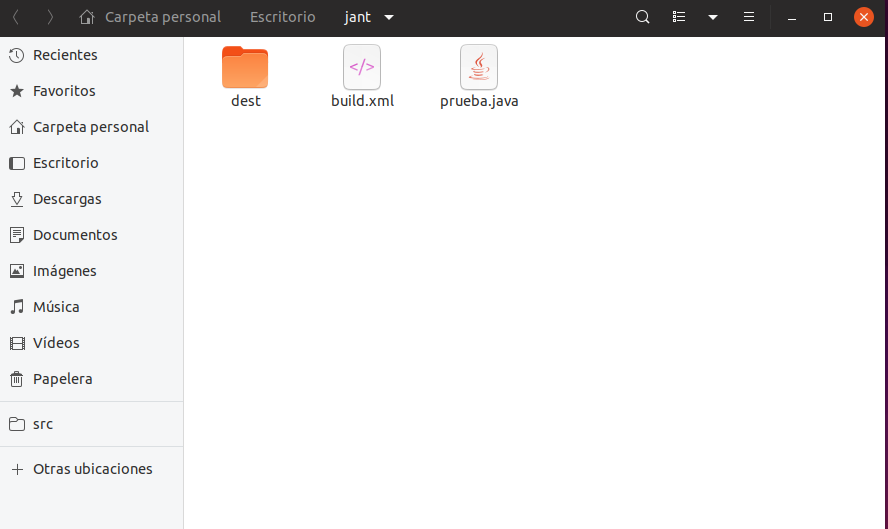 Carpeta personal Escritorio jant
Recientes
Favoritos
Carpeta personal
Escritorio
Descargas
Documentos
Imágenes
Música
Vídeos
Papelera
src
Otras ubicaciones
dest
</>
build.xml
prueba.java